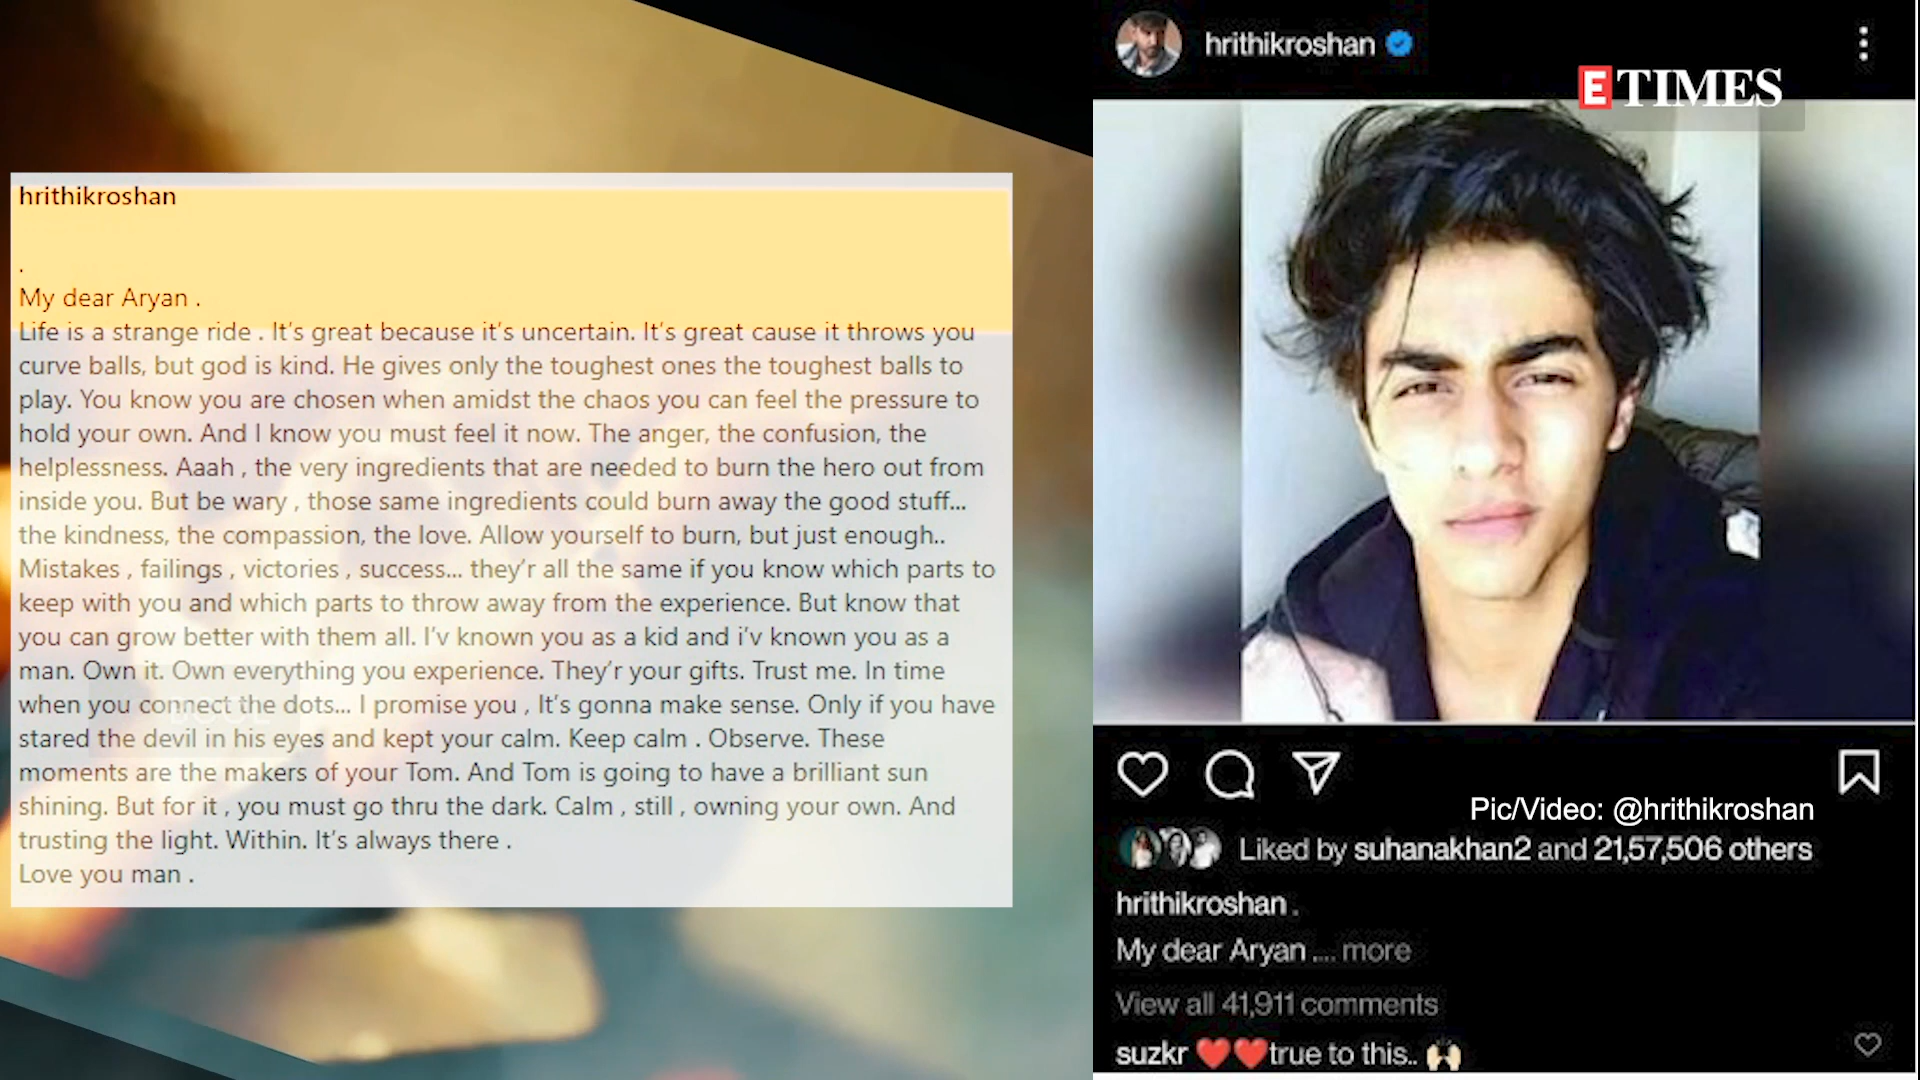 hrithikroshan
.
My dear Aryan .
Life is a strange ride . It's great because it's uncertain. It's great cause it throws you
curve balls, but god is kind. He gives only the toughest ones the toughest balls to
play. You know you are chosen when amidst the chaos you can feel the pressure to
hold your own. And I know you must feel it now. The anger, the confusion, the
helplessness. Aaah , the very ingredients that are needed to burn the hero out from
inside you. But be wary , those same ingredients could burn away the good stuff...
the kindness, the compassion, the love. Allow yourself to burn, but just enough..
Mistakes , failings , victories , success... they'r all the same if you know which parts to
keep with you and which parts to throw away from the experience. But know that
you can grow better with them all. I'v known you as a kid and i'v known you as a
man. Own it. Own everything you experience. They'r your gifts. Trust me. In time
when you connect the dots... I promise you , It's gonna make sense. Only if you have
stared the devil in his eyes and kept your calm. Keep calm . Observe. These
moments are the makers of your Tom. And Tom is going to have a brilliant sun
shining. But for it , you must go thru the dark. Calm , still , owning your own. And
trusting the light. Within. It's always there .
Love you man .
hrithikroshan
ETIMES
Pic/Video: @hrithikroshan
Liked by suhanakhan2 and 21,57,506 others
hrithikroshan .
My dear Aryan .... more
View all 41,911 comments
suzkr ❤️❤️true to this.. 🙌🏻